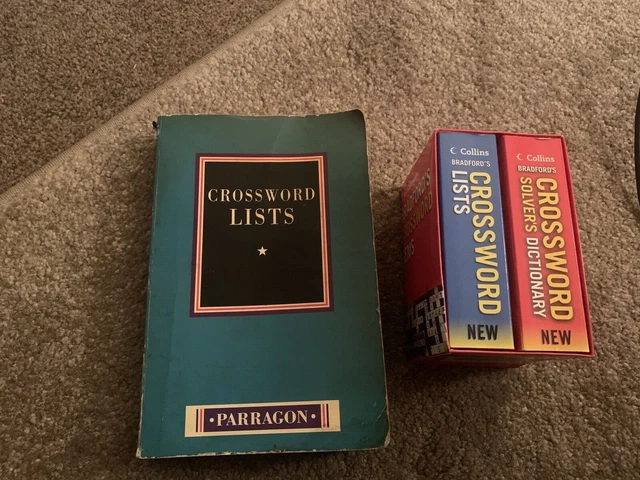 CROSSWORD
LISTS
PARRAGON
Collins
BRADFORD'S
CROSSWORD
LISTS
NEW
Collins
BRADFORD'S
CROSSWORD
SOLVER'S DICTIONARY
NEW